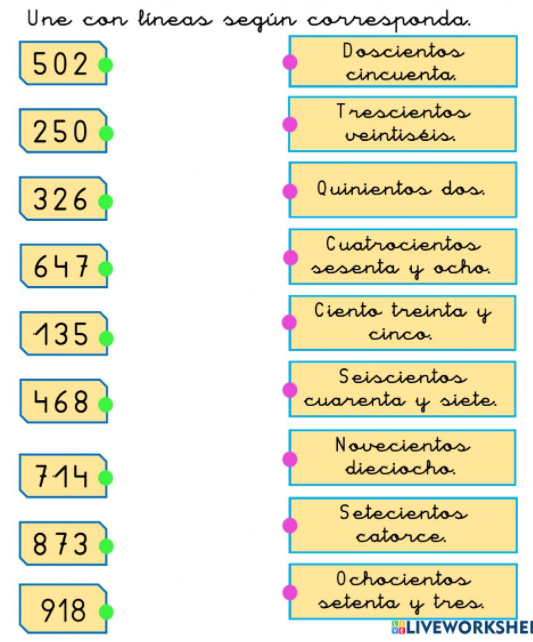 Une con líneas según corresponda.
502
Doscientos
cincuenta.
250
Trescientos
veintiséis.
326
Quinientos dos.
647
Cuatrocientos
sesenta y ocho.
135
Ciento treinta y
cinco.
468
Seiscientos
cuarenta y siete.
714
Novecientos
dieciocho.
873
Setecientos
catorce.
918
Ochocientos
setenta y tres.
LIVEWORKSHE